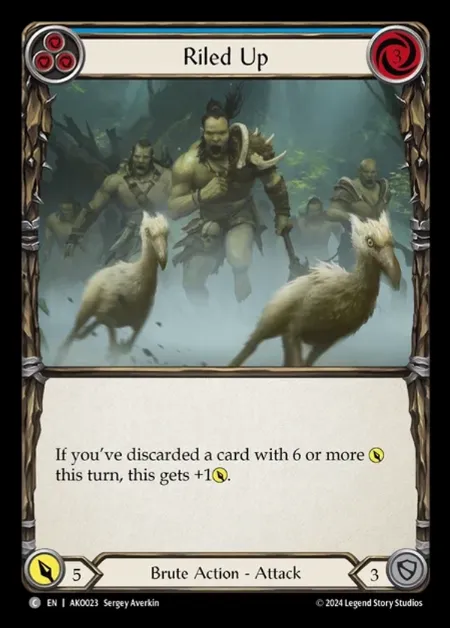 Riled Up
3
If you've discarded a card with 6 or more
this turn, this gets +1.
5
Brute Action - Attack
3
C EN | AKO023 Sergey Averkin
© 2024 Legend Story Studios